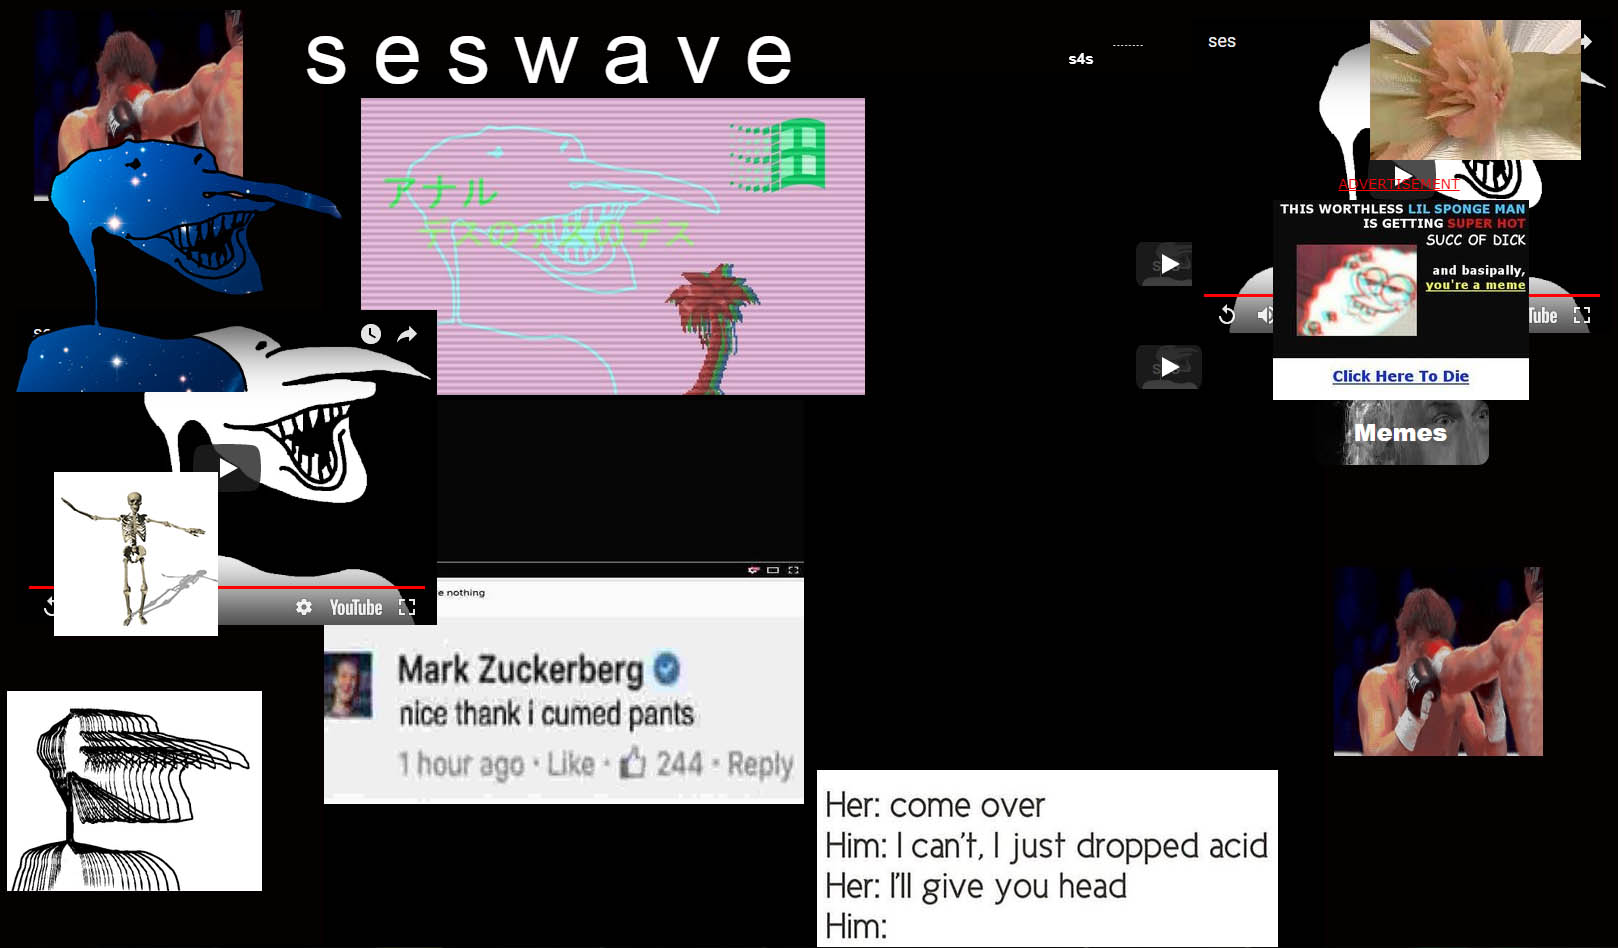 seswave
s4s
--------
ses
アナル
ADVERTISEMENT
THIS WORTHLESS LIL SPONGE MAN
IS GETTING SUPER HOT
SUCC OF DICK
and basipally,
you're a meme
Click Here To Die
Tube
Memes
YouTube
e nothing
Mark Zuckerberg
nice thank i cumed pants
1 hour ago · Like · 244 · Reply
Her: come over
Him: I can't, I just dropped acid
Her: I'll give you head
Him: